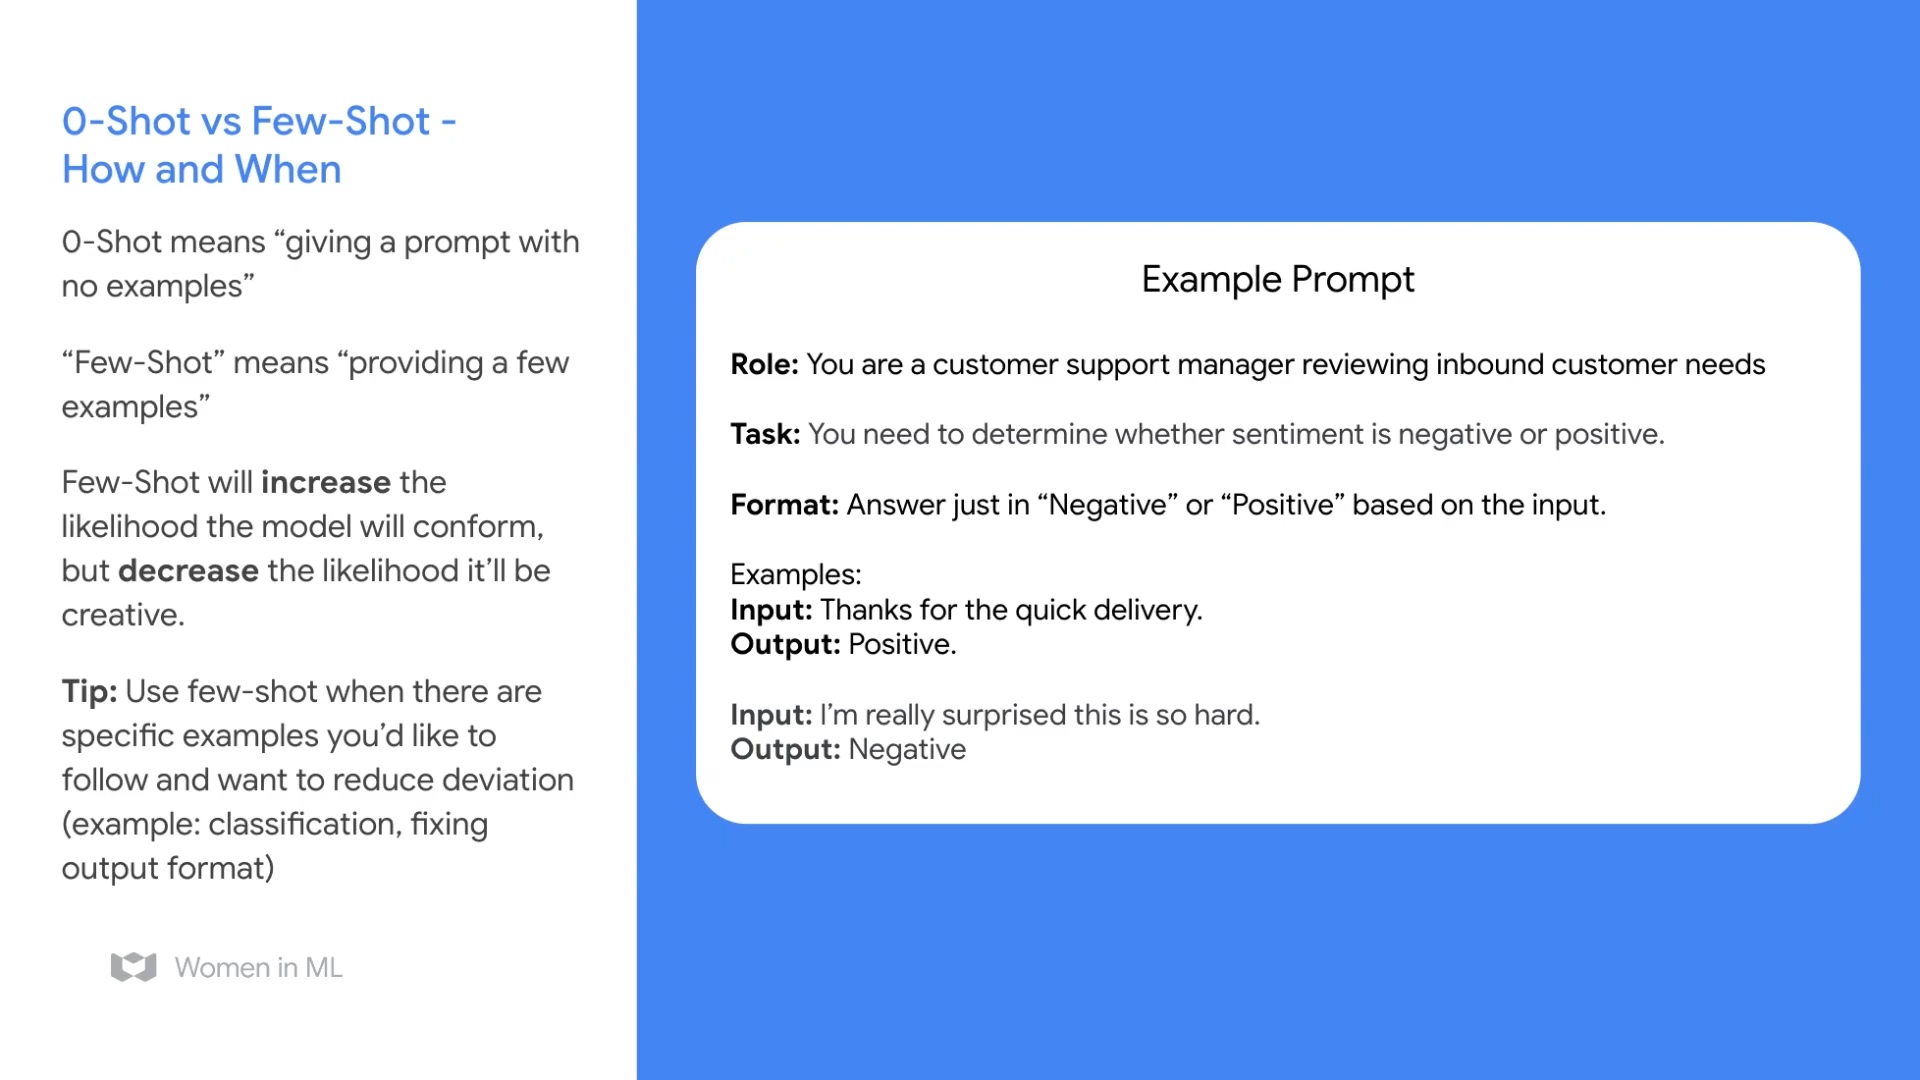 0-Shot vs Few-Shot -
How and When
0-Shot means “giving a prompt with
no examples”
“Few-Shot” means “providing a few
examples”
Few-Shot will increase the
likelihood the model will conform,
but decrease the likelihood it’ll be
creative.
Tip: Use few-shot when there are
specific examples you’d like to
follow and want to reduce deviation
(example: classification, fixing
output format)
Women in ML
Example Prompt
Role: You are a customer support manager reviewing inbound customer needs
Task: You need to determine whether sentiment is negative or positive.
Format: Answer just in “Negative” or “Positive” based on the input.
Examples:
Input: Thanks for the quick delivery.
Output: Positive.
Input: I’m really surprised this is so hard.
Output: Negative